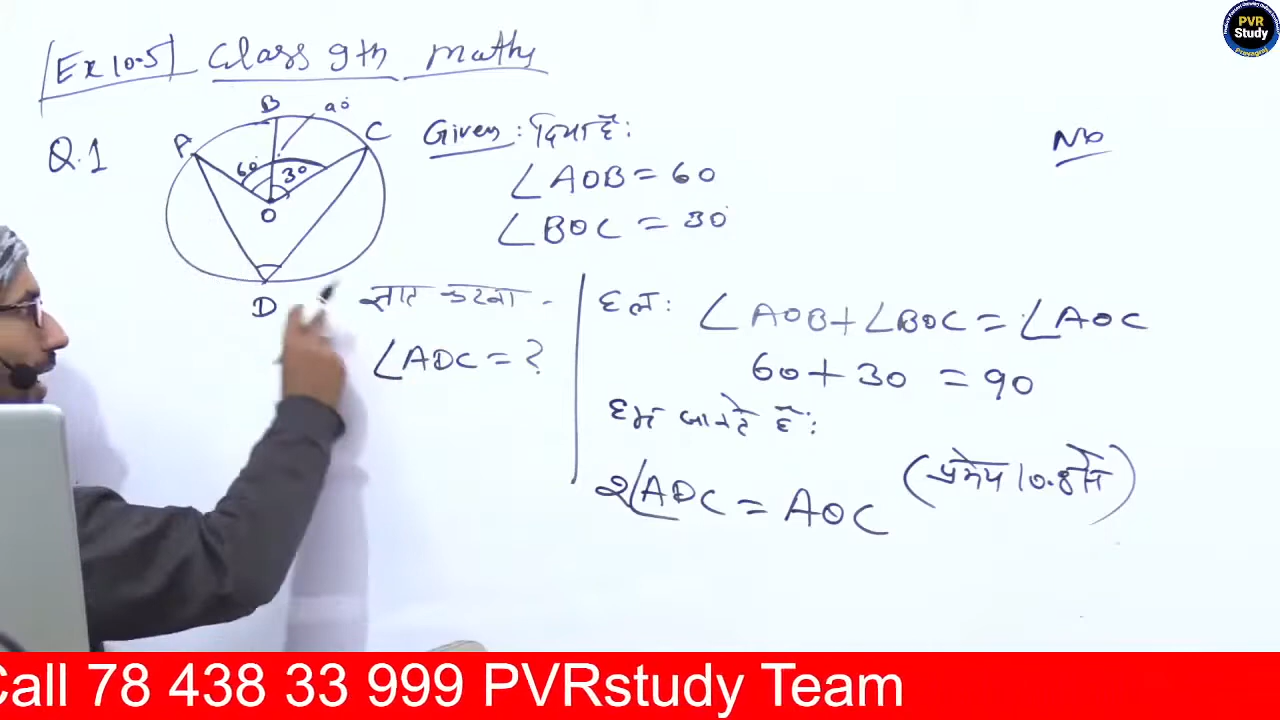 Ex 10.5 Class 9th maths
PVR
Study
Prayagraj
Q.1
B
90°
A
C
60°
30
O
D
Given: दिया है:
∠AOB = 60
∠BOC = 30°
No
ज्ञात करना -
∠ADC = ?
हल: ∠AOB + ∠BOC = ∠AOC
60 + 30 = 90
हम जानते हैं:
2∠ADC = AOC (प्रमेय 10.8 से)
Call 78 438 33 999 PVRstudy Team